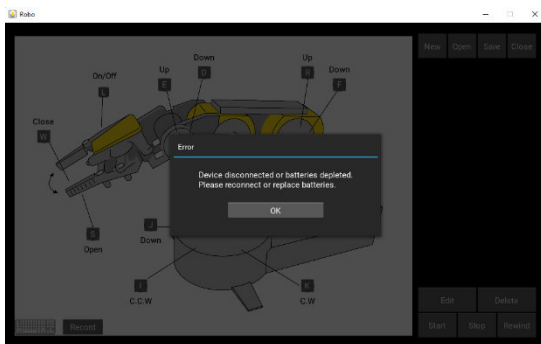 Robo
New Open Save Close
Down
Up
Up
Down
On/Off
D
E
R
F
L
Close
W
Error
Device disconnected or batteries depleted.
Please reconnect or replace batteries.
OK
S
Open
J
Down
I
K
C.C.W
C.W
Edit Delete
Record
Start Stop Rewind